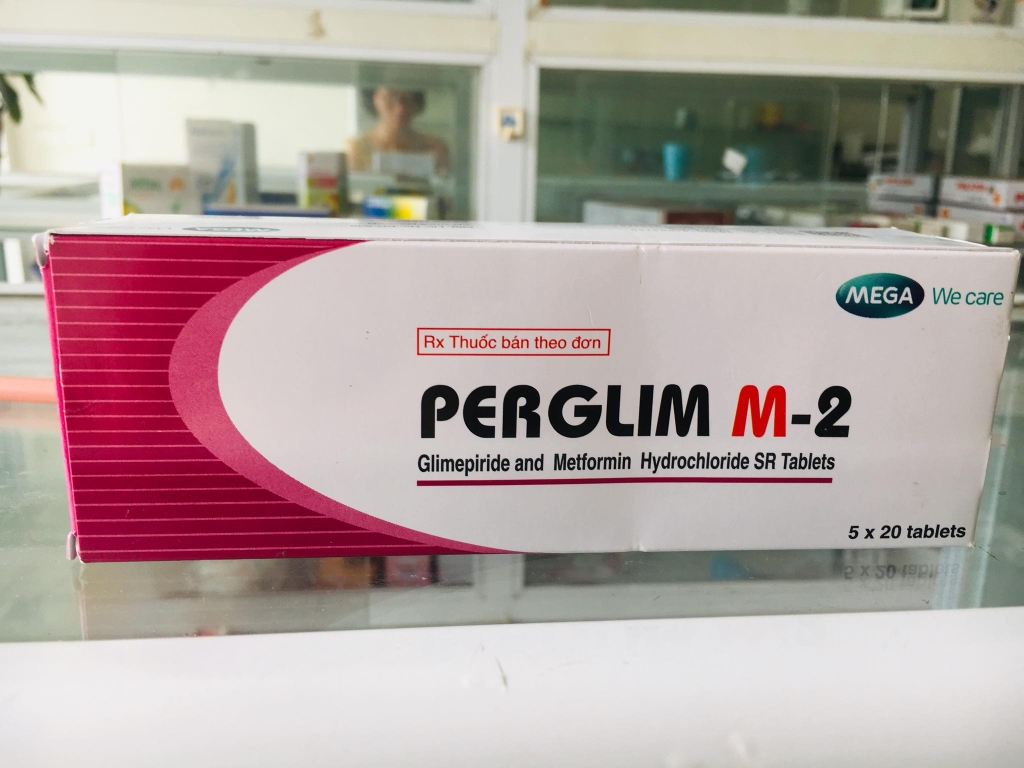 MEGA We care
Rx Thuốc bán theo đơn
PERGLIM M-2
Glimepiride and Metformin Hydrochloride SR Tablets
5 x 20 tablets